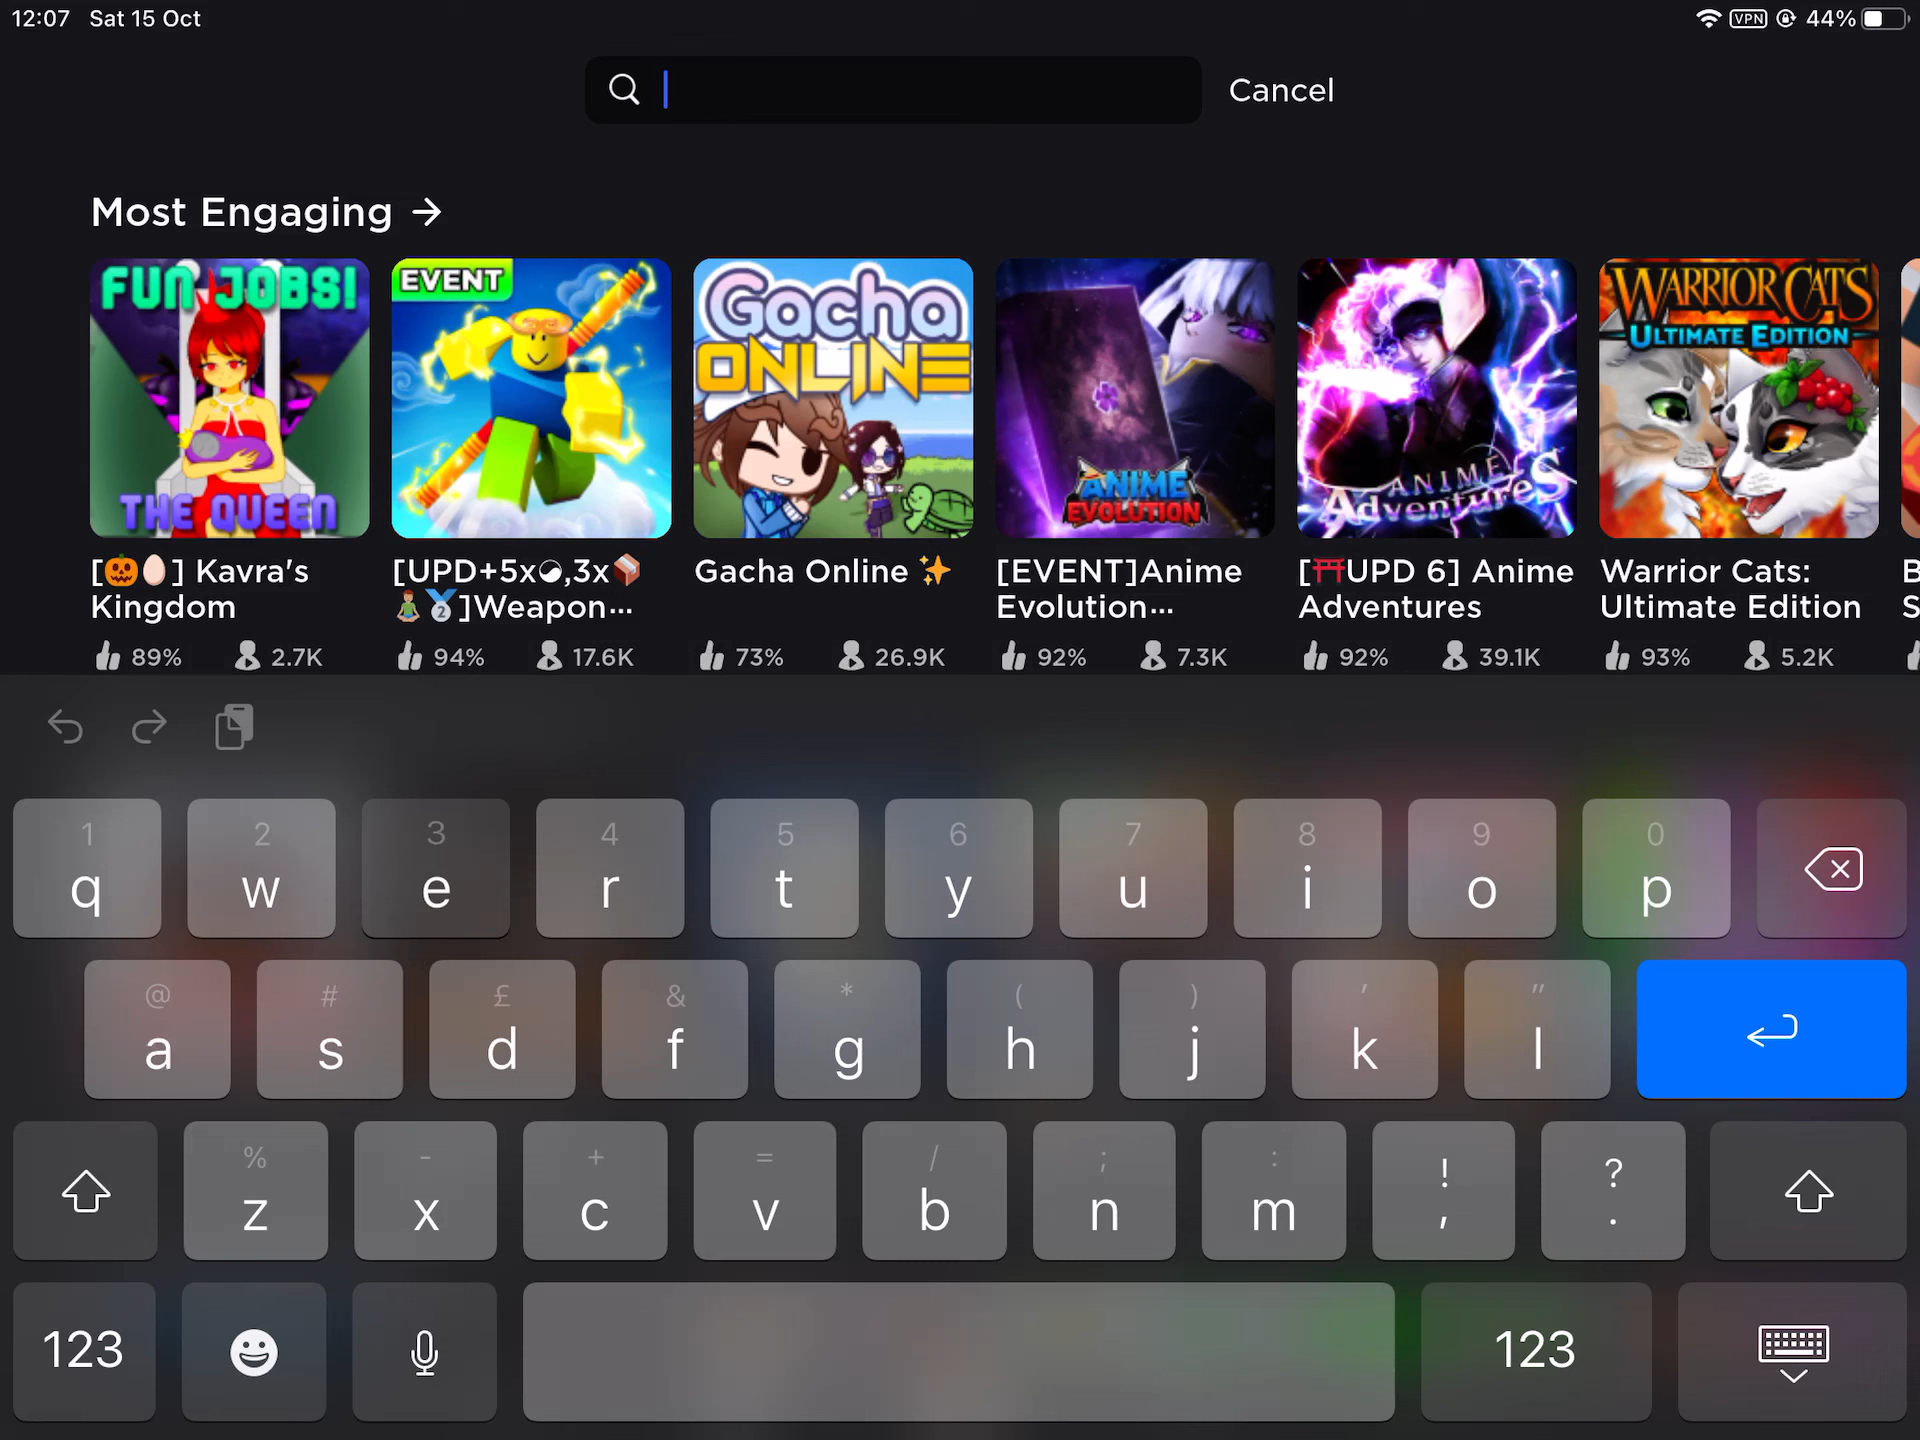 12:07 Sat 15 Oct
VPN 44%
Cancel
Most Engaging →
FUN JOBS!
THE QUEEN
EVENT
Gacha
ONLINE
ANIME
EVOLUTION
ANIME
Adventures
WARRIOR CATS
ULTIMATE EDITION
[🎃🥚] Kavra's
Kingdom
[UPD+5x☯,3x📦
🧘🥈]Weapon...
Gacha Online ✨
[EVENT]Anime
Evolution...
[⛩UPD 6] Anime
Adventures
Warrior Cats:
Ultimate Edition
B
S
89% 2.7K
94% 17.6K
73% 26.9K
92% 7.3K
92% 39.1K
93% 5.2K
1 2 3 4 5 6 7 8 9 0
q w e r t y u i o p
@ # £ & * ( ) ' "
a s d f g h j k l
% - + = / ; : ! ?
z x c v b n m , .
123 123